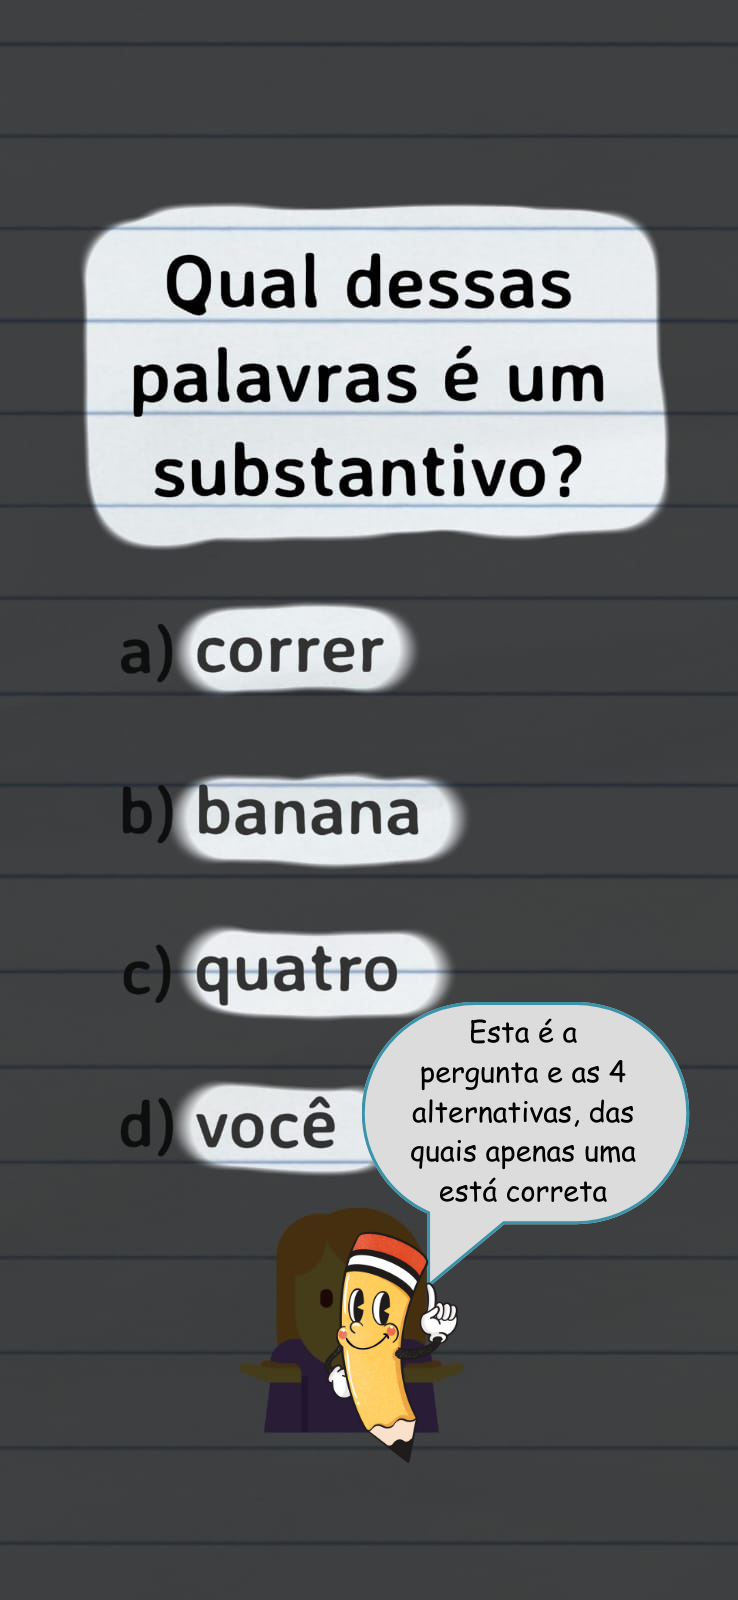 Qual dessas
palavras é um
substantivo?
a) correr
b) banana
c) quatro
d) você
Esta é a
pergunta e as 4
alternativas, das
quais apenas uma
está correta